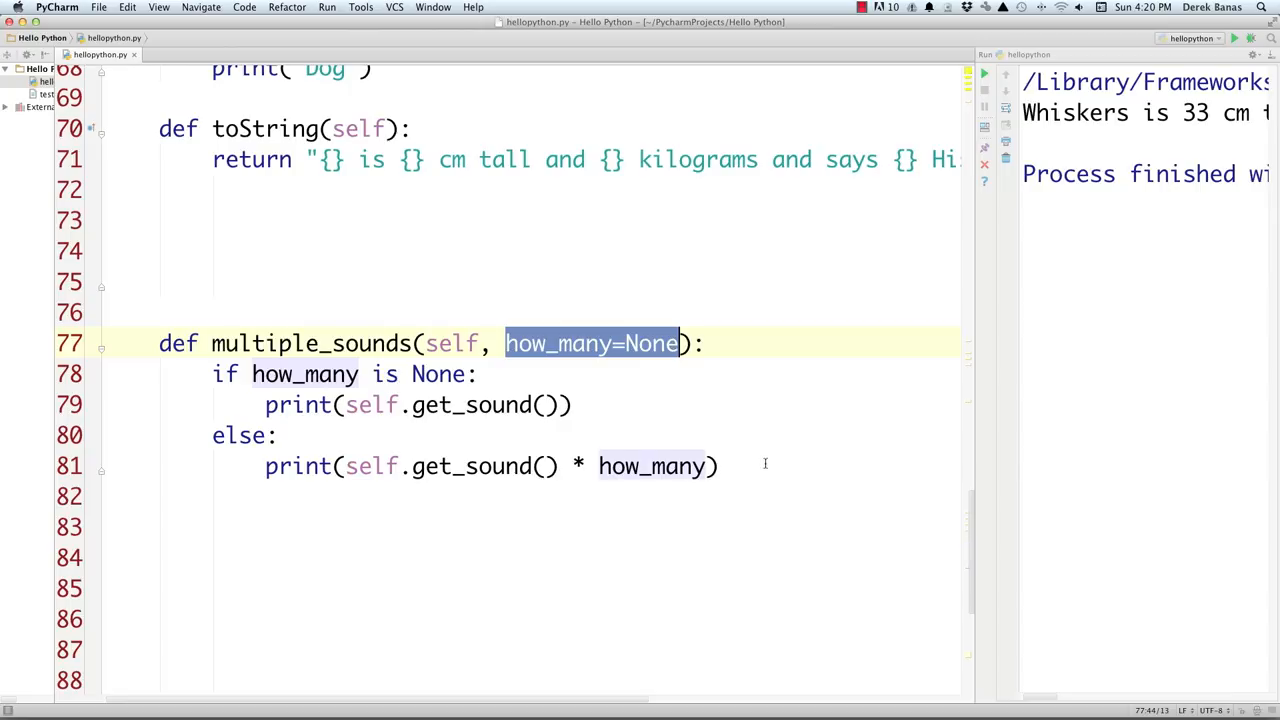 PyCharm File Edit View Navigate Code Refactor Run Tools VCS Window Help 10 Sun 4:20 PM Derek Banas
hellopython.py - Hello Python - [~/PycharmProjects/Hello Python]
Hello Python hellopython.py hellopython
hellopython.py Run hellopython
Hello P
hell
test
Extern
68 print("Dog")
69
70 def toString(self):
71 return "{} is {} cm tall and {} kilograms and says {} Hi
72
73
74
75
76
77 def multiple_sounds(self, how_many=None):
78 if how_many is None:
79 print(self.get_sound())
80 else:
81 print(self.get_sound() * how_many)
82
83
84
85
86
87
88
/Library/Frameworks
Whiskers is 33 cm t
Process finished wi
77:44/13 LF UTF-8